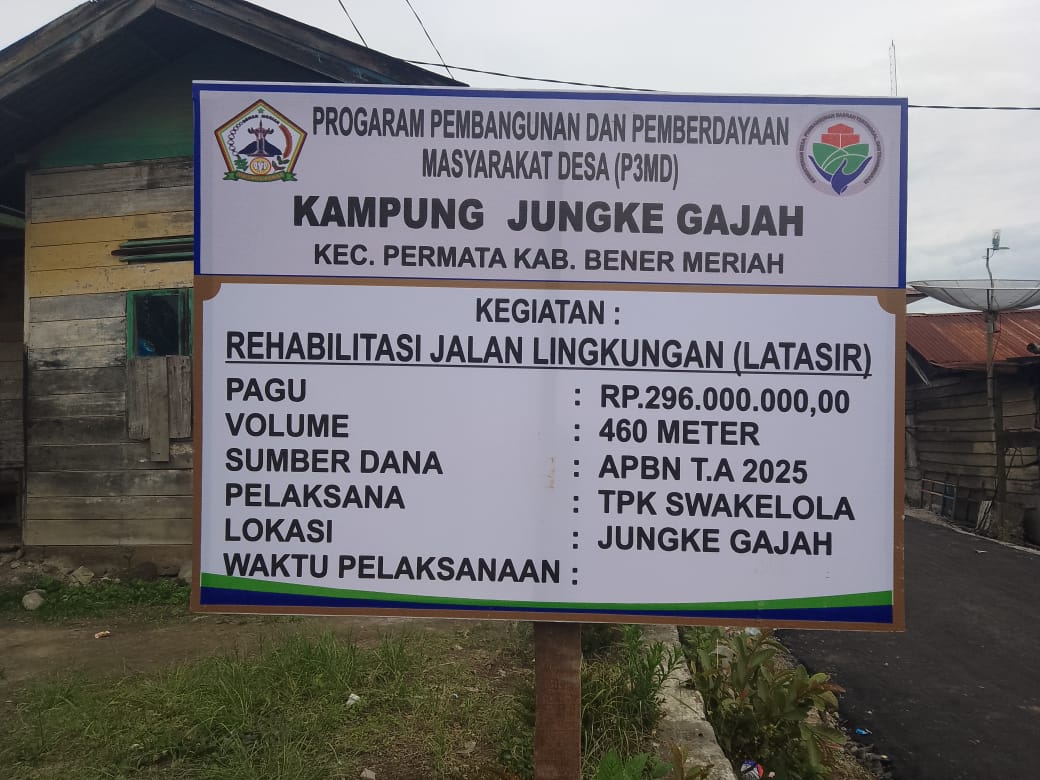 PROGARAM PEMBANGUNAN DAN PEMBERDAYAAN
MASYARAKAT DESA (P3MD)
KAMPUNG JUNGKE GAJAH
KEC. PERMATA KAB. BENER MERIAH
KEGIATAN :
REHABILITASI JALAN LINGKUNGAN (LATASIR)
PAGU : RP.296.000.000,00
VOLUME : 460 METER
SUMBER DANA : APBN T.A 2025
PELAKSANA : TPK SWAKELOLA
LOKASI : JUNGKE GAJAH
WAKTU PELAKSANAAN :